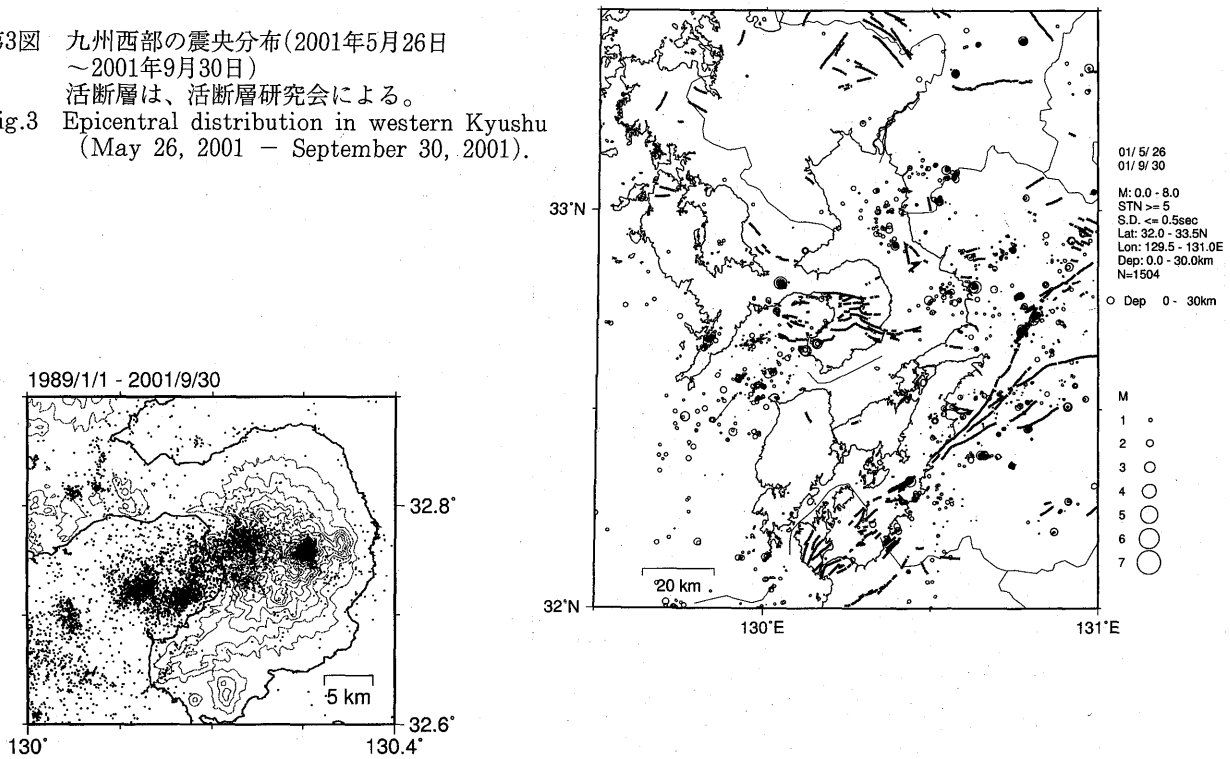 第3図 九州西部の震央分布(2001年5月26日
～2001年9月30日)
活断層は、活断層研究会による。
ig.3 Epicentral distribution in western Kyushu
(May 26, 2001 － September 30, 2001).
33˚N
32˚N
130˚E
131˚E
20 km
01/ 5/ 26
01/ 9/ 30
M: 0.0 - 8.0
STN >= 5
S.D. <= 0.5sec
Lat: 32.0 - 33.5N
Lon: 129.5 - 131.0E
Dep: 0.0 - 30.0km
N=1504
Dep 0 - 30km
M
1
2
3
4
5
6
7
1989/1/1 - 2001/9/30
32.8˚
5 km
32.6˚
130˚
130.4˚